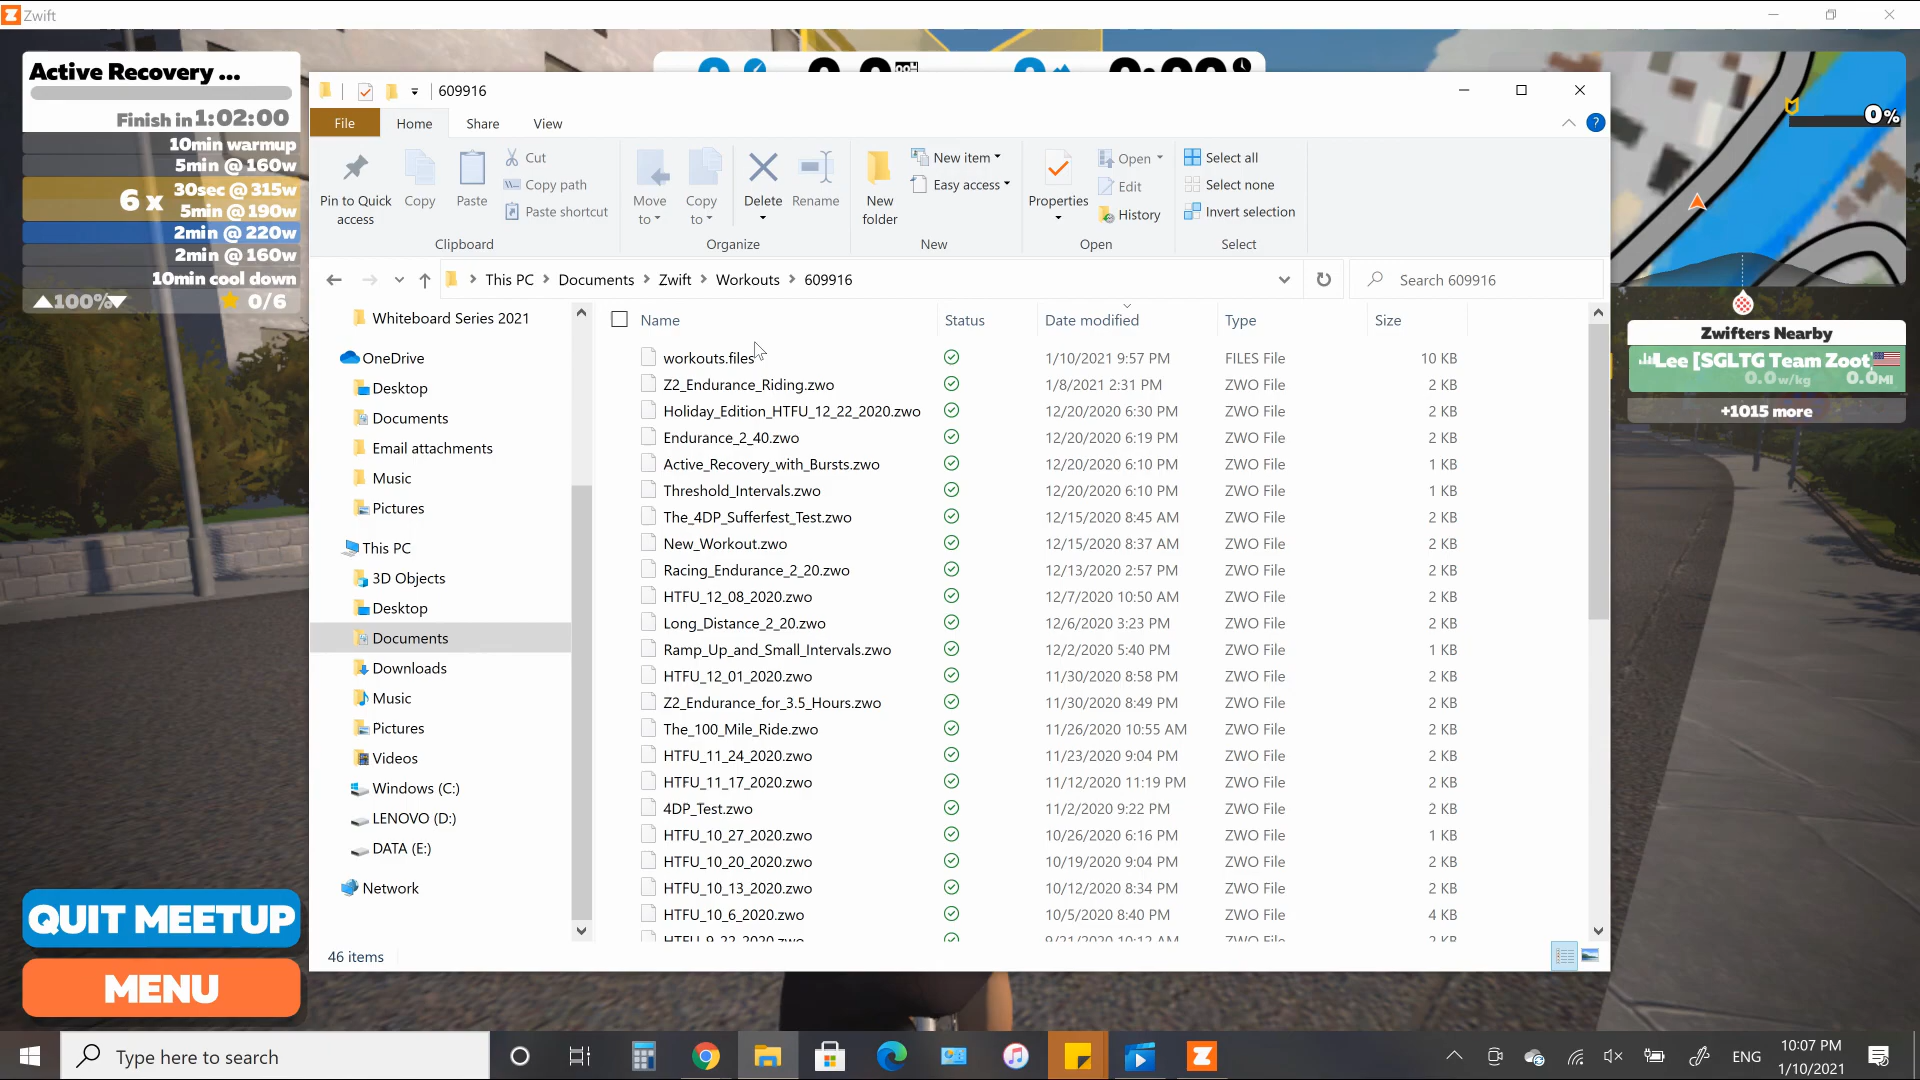 Zwift
Active Recovery ...
Finish in 1:02:00
10min warmup
5min @ 160w
6 x
30sec @ 315w
5min @ 190w
2min @ 220w
2min @ 160w
10min cool down
100%
0/6
609916
File
Home
Share
View
Pin to Quick access
Copy
Paste
Cut
Copy path
Paste shortcut
Clipboard
Move to
Copy to
Delete
Rename
Organize
New folder
New item
Easy access
New
Properties
Open
Edit
History
Open
Select all
Select none
Invert selection
Select
This PC > Documents > Zwift > Workouts > 609916
Search 609916
Whiteboard Series 2021
OneDrive
Desktop
Documents
Email attachments
Music
Pictures
This PC
3D Objects
Desktop
Documents
Downloads
Music
Pictures
Videos
Windows (C:)
LENOVO (D:)
DATA (E:)
Network
Name Status Date modified Type Size
workouts.files 1/10/2021 9:57 PM FILES File 10 KB
Z2_Endurance_Riding.zwo 1/8/2021 2:31 PM ZWO File 2 KB
Holiday_Edition_HTFU_12_22_2020.zwo 12/20/2020 6:30 PM ZWO File 2 KB
Endurance_2_40.zwo 12/20/2020 6:19 PM ZWO File 2 KB
Active_Recovery_with_Bursts.zwo 12/20/2020 6:10 PM ZWO File 1 KB
Threshold_Intervals.zwo 12/20/2020 6:10 PM ZWO File 1 KB
The_4DP_Sufferfest_Test.zwo 12/15/2020 8:45 AM ZWO File 2 KB
New_Workout.zwo 12/15/2020 8:37 AM ZWO File 2 KB
Racing_Endurance_2_20.zwo 12/13/2020 2:57 PM ZWO File 2 KB
HTFU_12_08_2020.zwo 12/7/2020 10:50 AM ZWO File 2 KB
Long_Distance_2_20.zwo 12/6/2020 3:23 PM ZWO File 2 KB
Ramp_Up_and_Small_Intervals.zwo 12/2/2020 5:40 PM ZWO File 1 KB
HTFU_12_01_2020.zwo 11/30/2020 8:58 PM ZWO File 2 KB
Z2_Endurance_for_3.5_Hours.zwo 11/30/2020 8:49 PM ZWO File 2 KB
The_100_Mile_Ride.zwo 11/26/2020 10:55 AM ZWO File 2 KB
HTFU_11_24_2020.zwo 11/23/2020 9:04 PM ZWO File 2 KB
HTFU_11_17_2020.zwo 11/12/2020 11:19 PM ZWO File 2 KB
4DP_Test.zwo 11/2/2020 9:22 PM ZWO File 2 KB
HTFU_10_27_2020.zwo 10/26/2020 6:16 PM ZWO File 1 KB
HTFU_10_20_2020.zwo 10/19/2020 9:04 PM ZWO File 2 KB
HTFU_10_13_2020.zwo 10/12/2020 8:34 PM ZWO File 2 KB
HTFU_10_6_2020.zwo 10/5/2020 8:40 PM ZWO File 4 KB
HTFU_9_22_2020.zwo 9/21/2020 10:12 AM ZWO File 2 KB
46 items
0%
Zwifters Nearby
Lee [SGLTG Team Zoot]
0.0w/kg 0.0MI
+1015 more
QUIT MEETUP
MENU
Type here to search
ENG
10:07 PM
1/10/2021